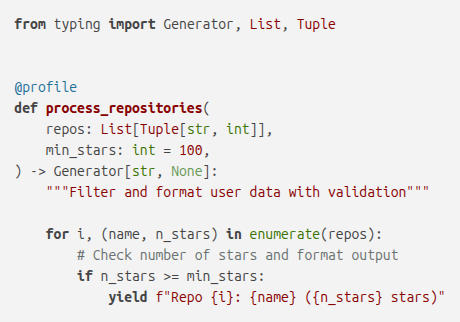 from typing import Generator, List, Tuple
@profile
def process_repositories(
    repos: List[Tuple[str, int]],
    min_stars: int = 100,
) -> Generator[str, None]:
    """Filter and format user data with validation"""
    for i, (name, n_stars) in enumerate(repos):
        # Check number of stars and format output
        if n_stars >= min_stars:
            yield f"Repo {i}: {name} ({n_stars} stars)"